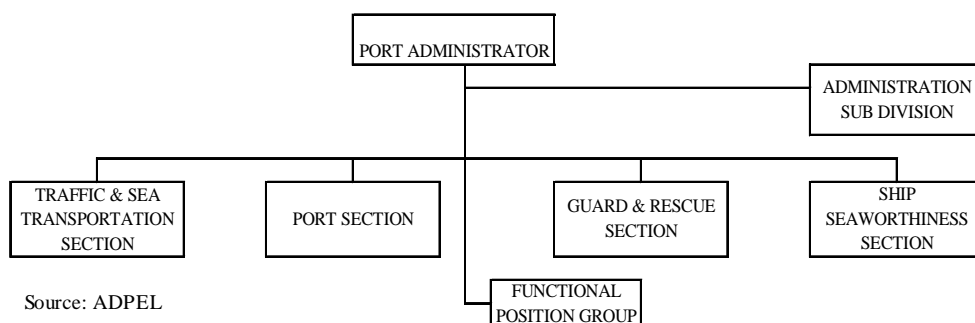 PORT ADMINISTRATOR
ADMINISTRATION
SUB DIVISION
TRAFFIC & SEA
TRANSPORTATION
SECTION
PORT SECTION
GUARD & RESCUE
SECTION
SHIP
SEAWORTHINESS
SECTION
FUNCTIONAL
POSITION GROUP
Source: ADPEL